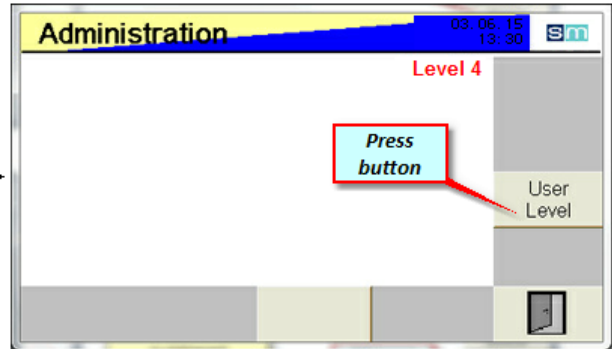 Administration
03. 06. 15
13: 30
sm
Level 4
Press
button
User
Level